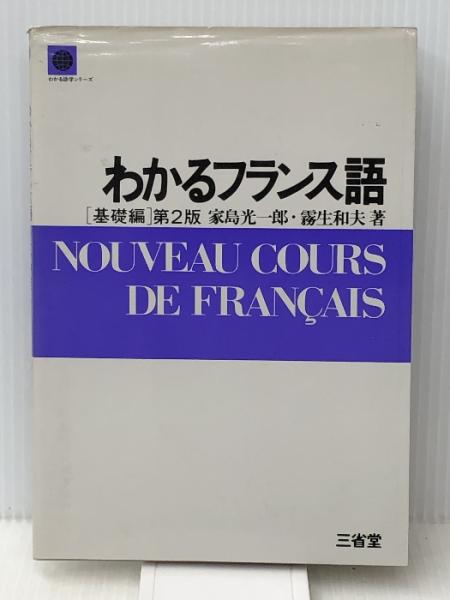 わかる語学シリーズ
わかるフランス語
[基礎編]第2版 家島光一郎・霧生和夫 著
NOUVEAU COURS
DE FRANÇAIS
三省堂